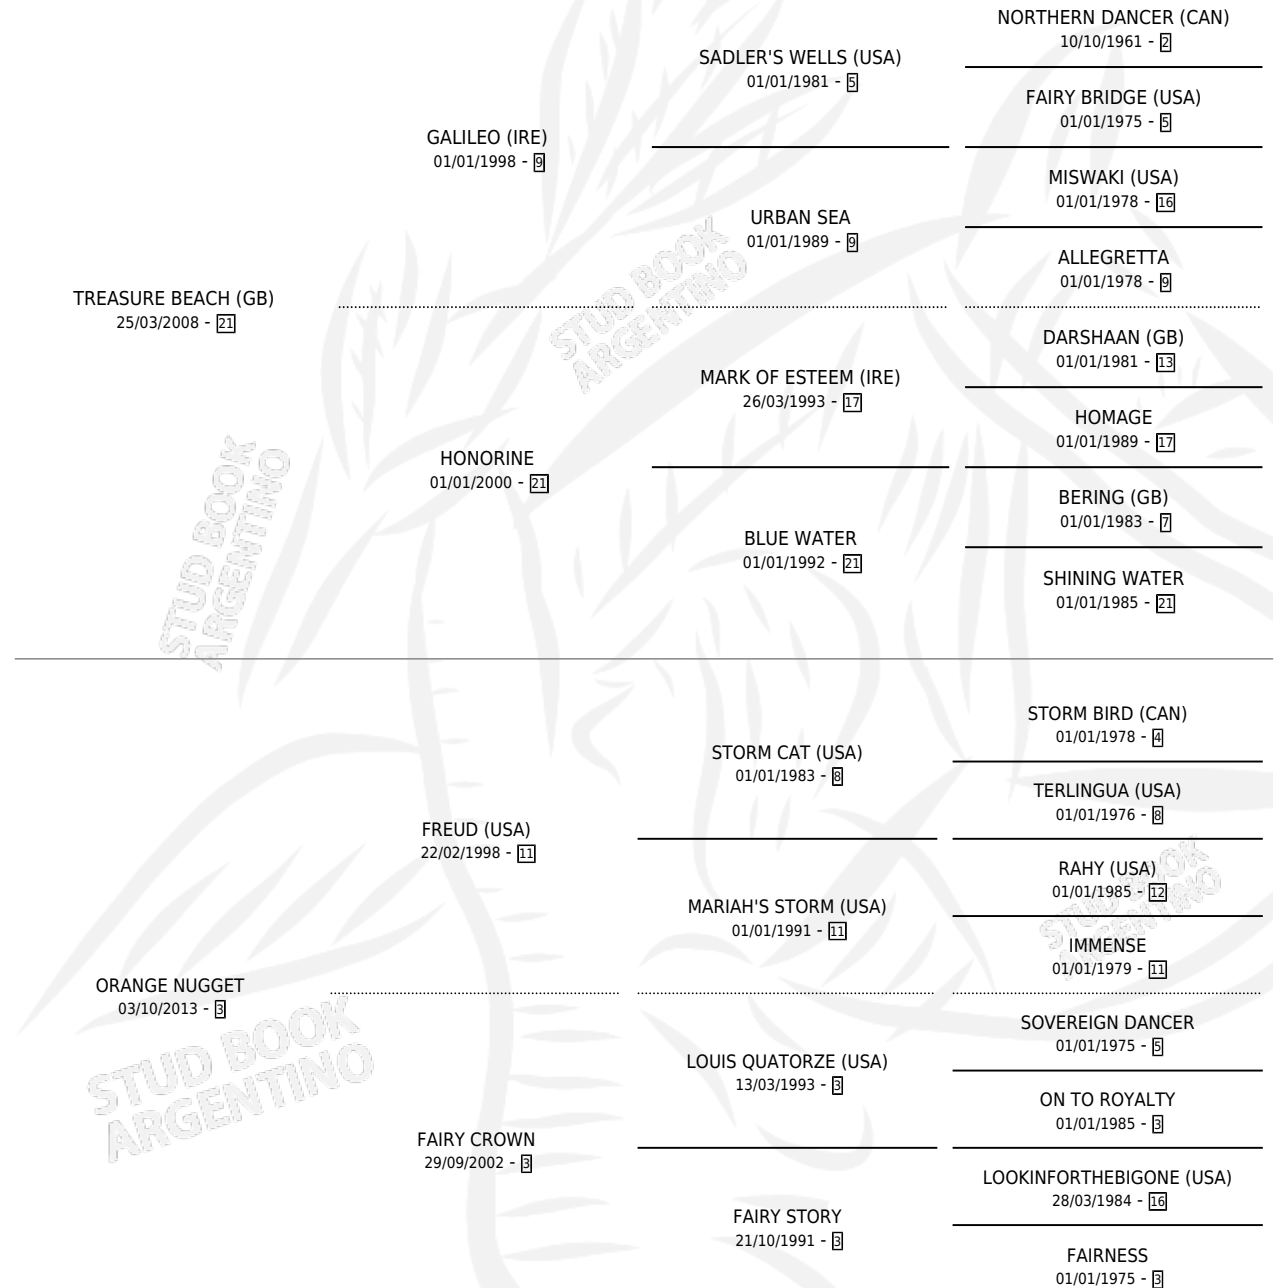 NORTHERN DANCER (CAN)
10/10/1961 - 2
SADLER'S WELLS (USA)
01/01/1981 - 5
FAIRY BRIDGE (USA)
01/01/1975 - 5
GALILEO (IRE)
01/01/1998 - 9
MISWAKI (USA)
01/01/1978 - 16
URBAN SEA
01/01/1989 - 9
ALLEGRETTA
01/01/1978 - 9
TREASURE BEACH (GB)
25/03/2008 - 21
STUD BOOK
ARGENTINO
DARSHAAN (GB)
01/01/1981 - 13
MARK OF ESTEEM (IRE)
26/03/1993 - 17
HOMAGE
01/01/1989 - 17
HONORINE
01/01/2000 - 21
BERING (GB)
01/01/1983 - 7
BLUE WATER
01/01/1992 - 21
SHINING WATER
01/01/1985 - 21
STUD BOOK
ARGENTINO
STORM BIRD (CAN)
01/01/1978 - 4
STORM CAT (USA)
01/01/1983 - 8
TERLINGUA (USA)
01/01/1976 - 8
FREUD (USA)
22/02/1998 - 11
RAHY (USA)
01/01/1985 - 12
MARIAH'S STORM (USA)
01/01/1991 - 11
IMMENSE
01/01/1979 - 11
STUD BOOK
ARGENTINO
ORANGE NUGGET
03/10/2013 - 3
STUD BOOK
ARGENTINO
SOVEREIGN DANCER
01/01/1975 - 5
LOUIS QUATORZE (USA)
13/03/1993 - 3
ON TO ROYALTY
01/01/1985 - 3
FAIRY CROWN
29/09/2002 - 3
LOOKINFORTHEBIGONE (USA)
28/03/1984 - 16
FAIRY STORY
21/10/1991 - 3
FAIRNESS
01/01/1975 - 3